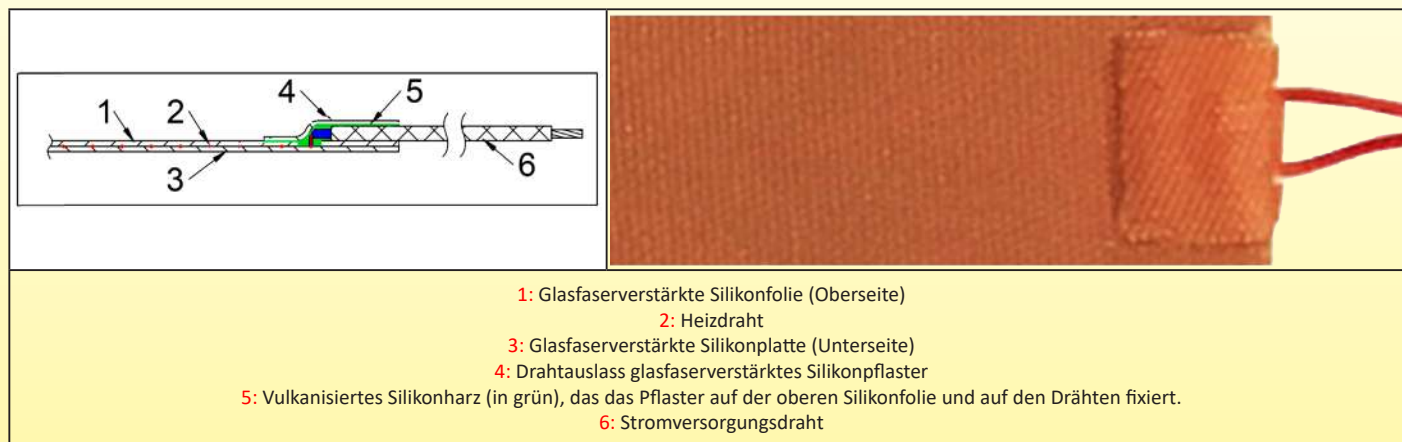 1
2
4
5
3
6
1: Glasfaserverstärkte Silikonfolie (Oberseite)
2: Heizdraht
3: Glasfaserverstärkte Silikonplatte (Unterseite)
4: Drahtauslass glasfaserverstärktes Silikonpflaster
5: Vulkanisiertes Silikonharz (in grün), das das Pflaster auf der oberen Silikonfolie und auf den Drähten fixiert.
6: Stromversorgungsdraht